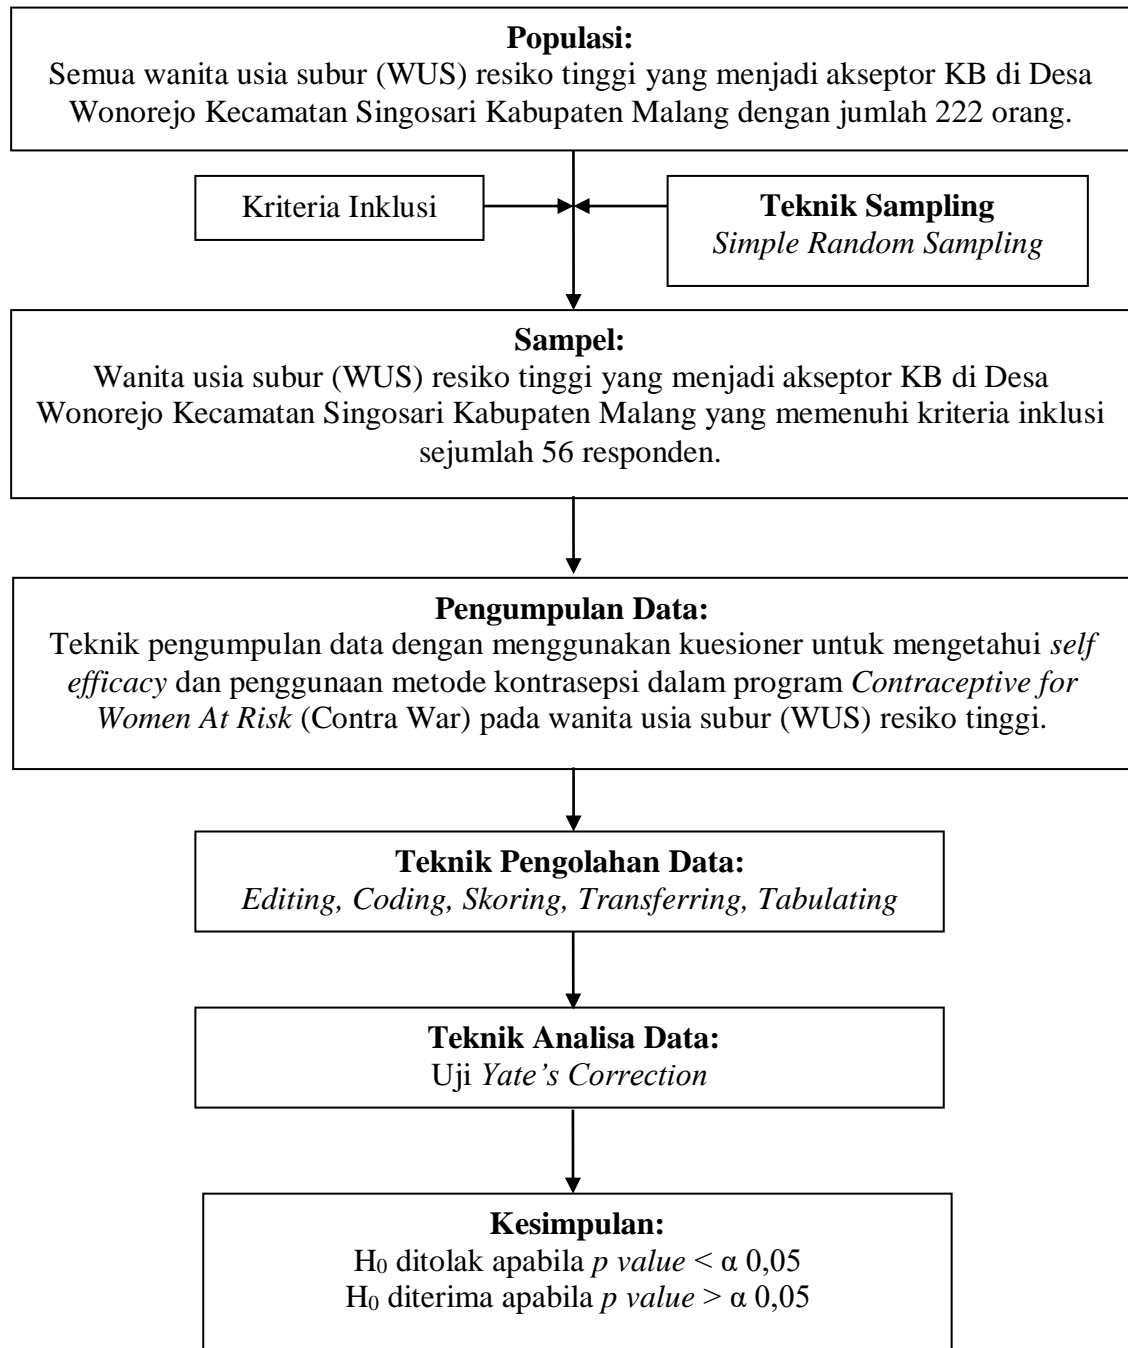 Populasi:
Semua wanita usia subur (WUS) resiko tinggi yang menjadi akseptor KB di Desa
Wonorejo Kecamatan Singosari Kabupaten Malang dengan jumlah 222 orang.
Kriteria Inklusi
Teknik Sampling
Simple Random Sampling
Sampel:
Wanita usia subur (WUS) resiko tinggi yang menjadi akseptor KB di Desa
Wonorejo Kecamatan Singosari Kabupaten Malang yang memenuhi kriteria inklusi
sejumlah 56 responden.
Pengumpulan Data:
Teknik pengumpulan data dengan menggunakan kuesioner untuk mengetahui self
efficacy dan penggunaan metode kontrasepsi dalam program Contraceptive for
Women At Risk (Contra War) pada wanita usia subur (WUS) resiko tinggi.
Teknik Pengolahan Data:
Editing, Coding, Skoring, Transferring, Tabulating
Teknik Analisa Data:
Uji Yate’s Correction
Kesimpulan:
H₀ ditolak apabila p value < α 0,05
H₀ diterima apabila p value > α 0,05